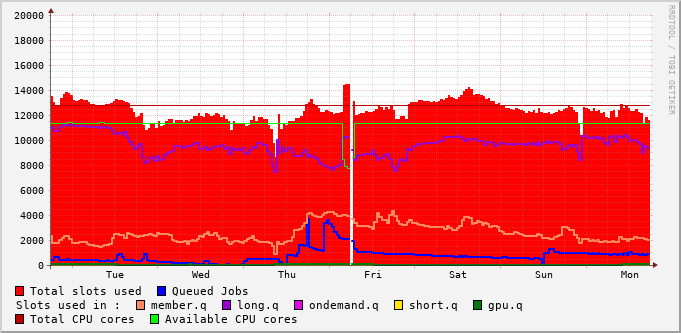 20000
18000
16000
14000
12000
10000
8000
6000
4000
2000
0
Tue Wed Thu Fri Sat Sun Mon
Total slots used Queued Jobs
Slots used in : member.q long.q ondemand.q short.q gpu.q
Total CPU cores Available CPU cores
RRDTOOL / TOBI OETIKER